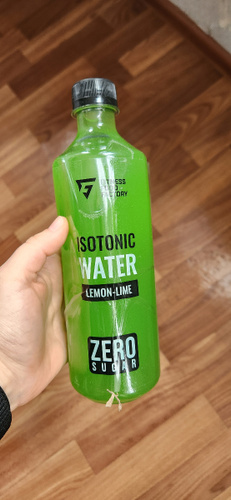 FITNESS
FOOD
FACTORY
ISOTONIC
WATER
LEMON-LIME
ZERO
SUGAR